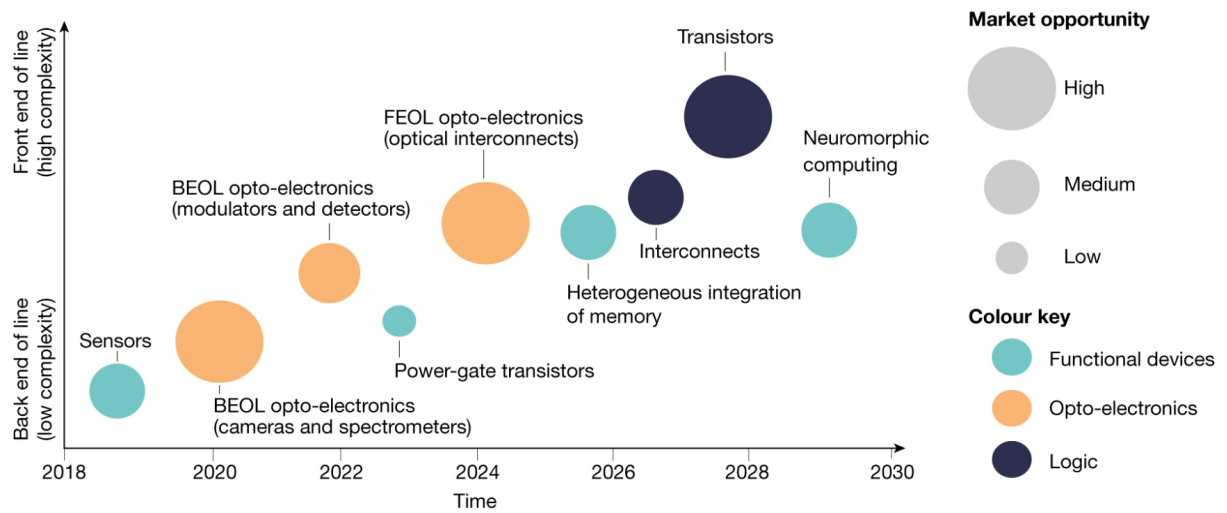 Front end of line
(high complexity)
Back end of line
(low complexity)
Sensors
BEOL opto-electronics
(cameras and spectrometers)
BEOL opto-electronics
(modulators and detectors)
Power-gate transistors
FEOL opto-electronics
(optical interconnects)
Heterogeneous integration
of memory
Interconnects
Transistors
Neuromorphic
computing
2018
2020
2022
2024
2026
2028
2030
Time
Market opportunity
High
Medium
Low
Colour key
Functional devices
Opto-electronics
Logic